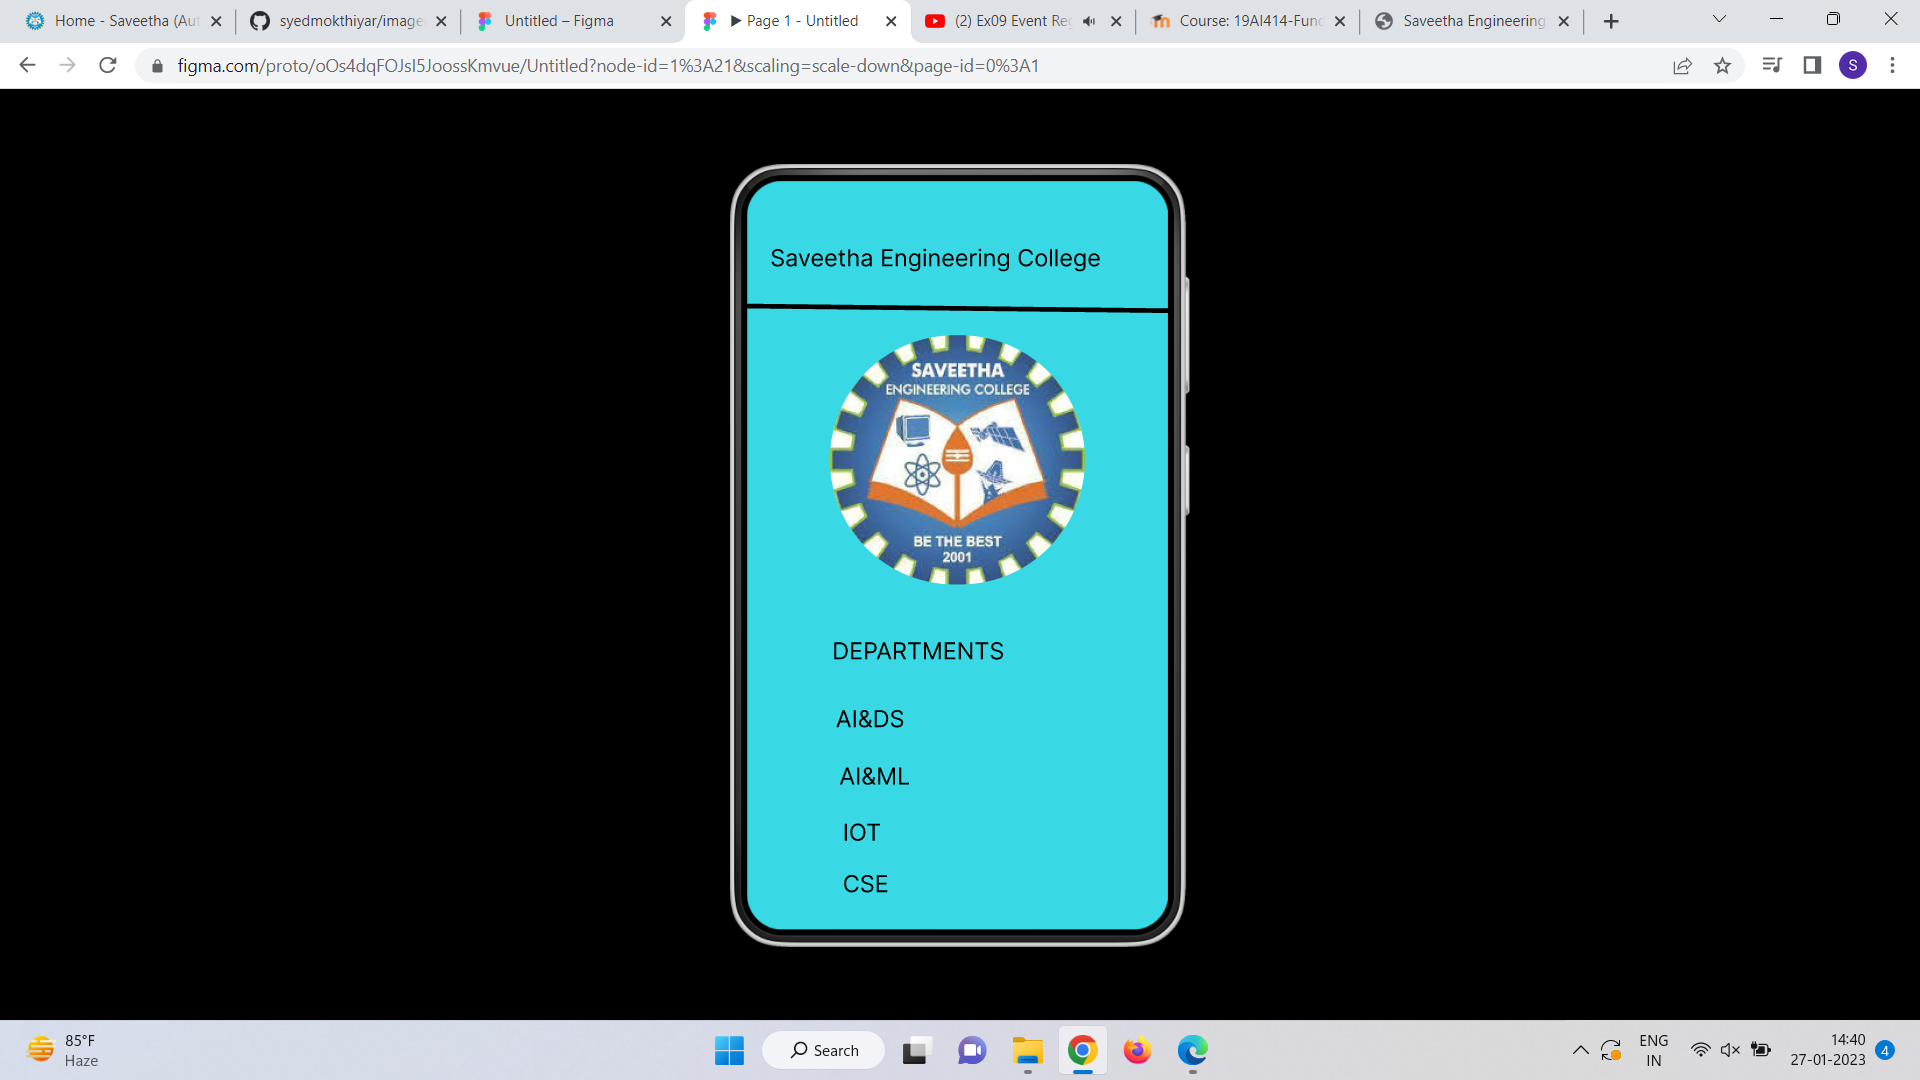 Home - Saveetha (Aut
syedmokthiyar/image
Untitled – Figma
Page 1 - Untitled
(2) Ex09 Event Reg
Course: 19AI414-Fund
Saveetha Engineering
figma.com/proto/oOs4dqFOJsI5JoossKmvue/Untitled?node-id=1%3A21&scaling=scale-down&page-id=0%3A1
S
Saveetha Engineering College
SAVEETHA
ENGINEERING COLLEGE
BE THE BEST
2001
DEPARTMENTS
AI&DS
AI&ML
IOT
CSE
85°F
Haze
Search
ENG
IN
14:40
27-01-2023
4